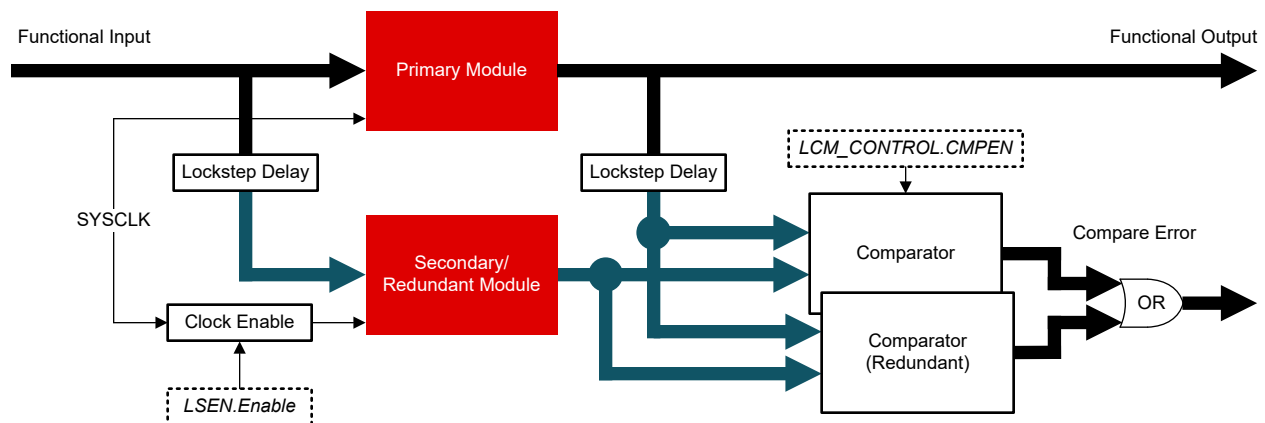 Functional Input
Functional Output
Primary Module
LCM_CONTROL.CMPEN
Lockstep Delay
Lockstep Delay
SYSCLK
Compare Error
Secondary/
Redundant Module
Comparator
Clock Enable
OR
Comparator
(Redundant)
LSEN.Enable